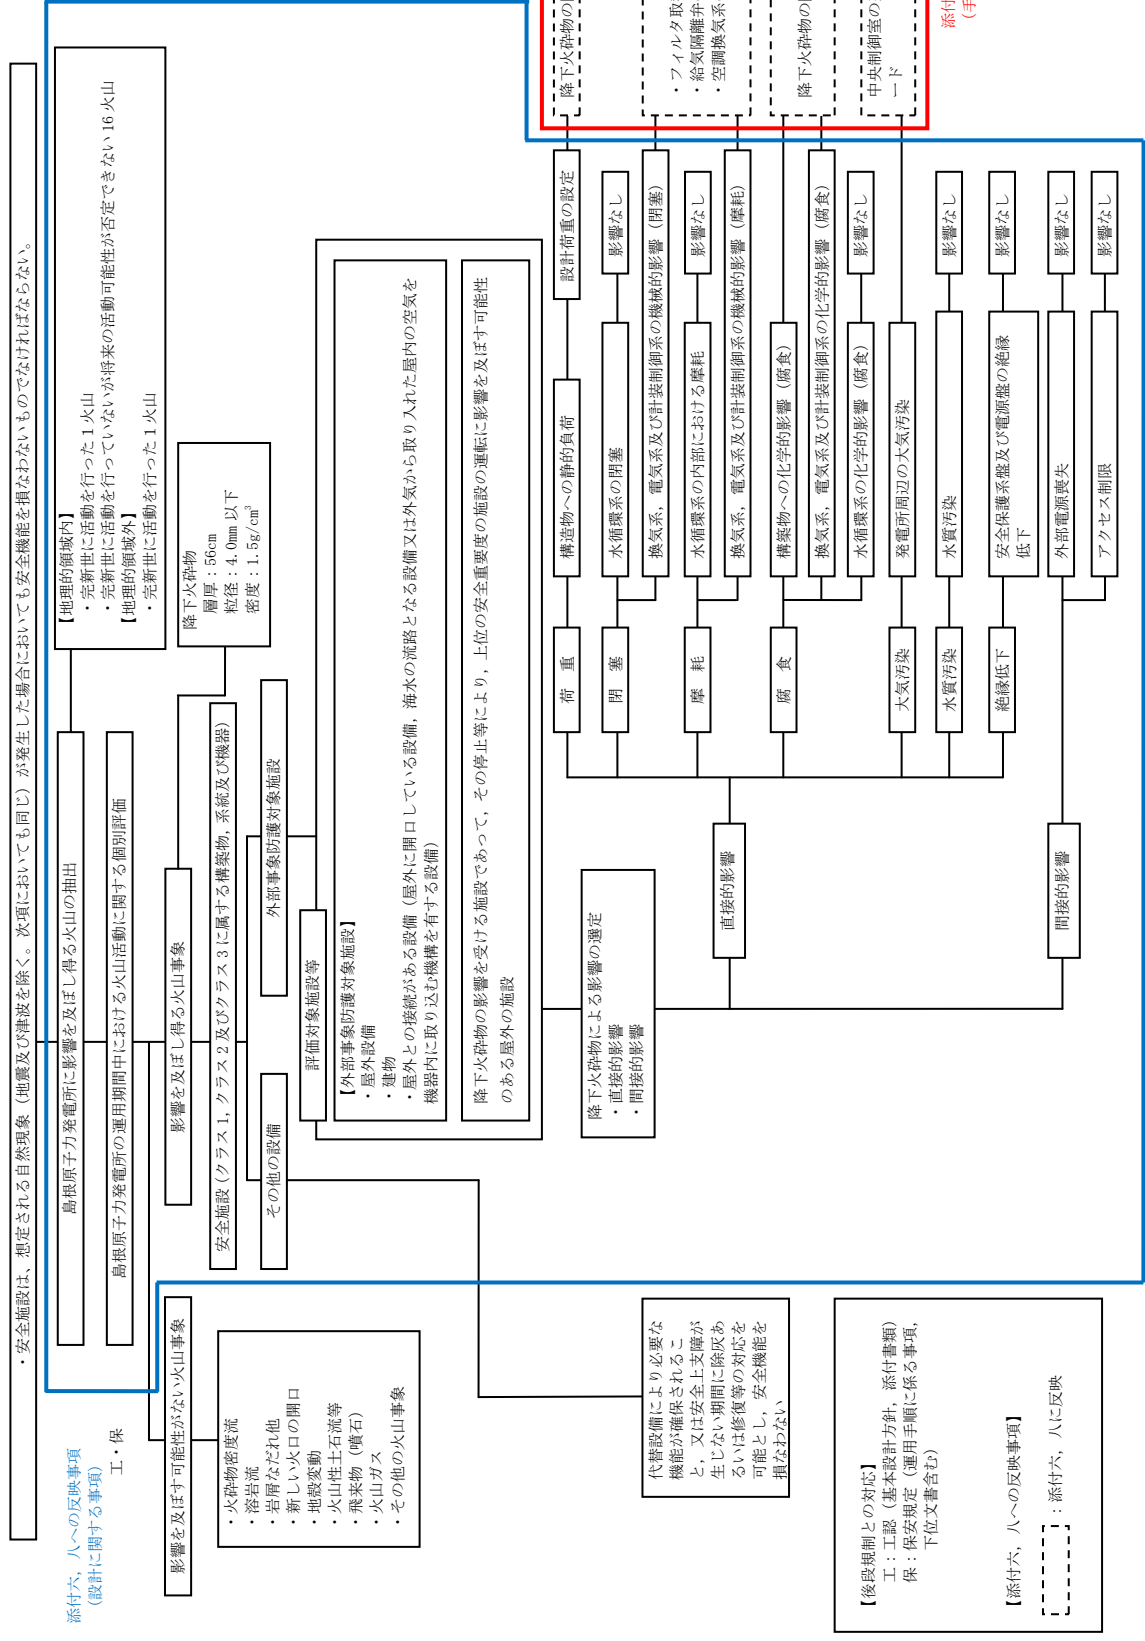 ・安全施設は、想定される自然現象（地震及び津波を除く。次項においても同じ）が発生した場合においても安全機能を損なわないものでなければならない。
添付六，八への反映事項
（設計に関する事項）
工・保
島根原子力発電所に影響を及ぼし得る火山の抽出
【地理的領域内】
・完新世に活動を行った１火山
・完新世に活動を行っていないが将来の活動可能性が否定できない 16 火山
【地理的領域外】
・完新世に活動を行った１火山
島根原子力発電所の運用期間中における火山活動に関する個別評価
影響を及ぼす可能性がない火山事象
・火砕物密度流
・溶岩流
・岩屑なだれ他
・新しい火口の開口
・地殻変動
・火山性土石流等
・飛来物（噴石）
・火山ガス
・その他の火山事象
影響を及ぼし得る火山事象
降下火砕物
層厚：56cm
粒径：4.0mm 以下
密度：1.5g/cm³
安全施設（クラス１，クラス２及びクラス３に属する構築物，系統及び機器）
その他の設備
外部事象防護対象施設
評価対象施設等
【外部事象防護対象施設】
・屋外設備
・建物
・屋外との接続がある設備（屋外に開口している設備，海水の流路となる設備又は外気から取り入れた屋内の空気を
機器内に取り込む機構を有する設備）
降下火砕物の影響を受ける施設であって，その停止等により，上位の安全重要度の施設の運転に影響を及ぼす可能性
のある屋外の施設
代替設備により必要な
機能が確保されるこ
と，又は安全上支障が
生じない期間に除灰あ
るいは修復等の対応を
可能とし，安全機能を
損なわない
降下火砕物による影響の選定
・直接的影響
・間接的影響
直接的影響
間接的影響
荷　重
構造物への静的負荷
設計荷重の設定
降下火砕物の
閉　塞
水循環系の閉塞
影響なし
換気系，電気系及び計装制御系の機械的影響（閉塞）
・フィルタ取
・給気隔離弁
・空調換気系
摩　耗
水循環系の内部における摩耗
影響なし
換気系，電気系及び計装制御系の機械的影響（摩耗）
腐　食
構築物への化学的影響（腐食）
降下火砕物の
換気系，電気系及び計装制御系の化学的影響（腐食）
水循環系の化学的影響（腐食）
影響なし
大気汚染
発電所周辺の大気汚染
中央制御室の
ード
水質汚染
水質汚染
影響なし
絶縁低下
安全保護系盤及び電源盤の絶縁
低下
影響なし
外部電源喪失
影響なし
アクセス制限
影響なし
添付
（手
【後段規制との対応】
工：工認（基本設計方針，添付書類）
保：保安規定（運用手順に係る事項，
下位文書含む）
【添付六，八への反映事項】
：添付六，八に反映